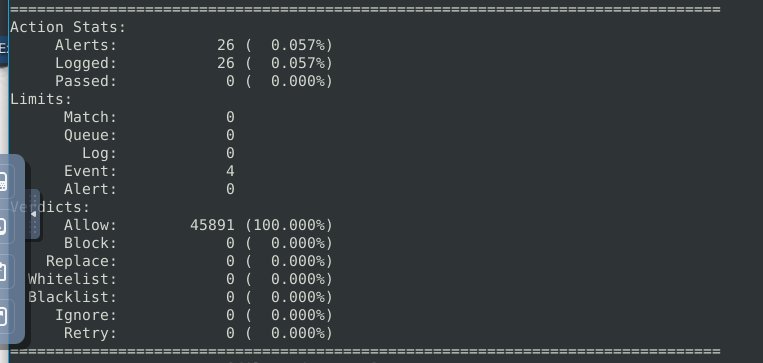 ===============================================================================
Action Stats:
     Alerts:           26 (  0.057%)
     Logged:           26 (  0.057%)
     Passed:            0 (  0.000%)
Limits:
      Match:            0
      Queue:            0
        Log:            0
      Event:            4
      Alert:            0
Verdicts:
      Allow:        45891 (100.000%)
      Block:            0 (  0.000%)
    Replace:            0 (  0.000%)
  Whitelist:            0 (  0.000%)
  Blacklist:            0 (  0.000%)
     Ignore:            0 (  0.000%)
      Retry:            0 (  0.000%)
===============================================================================